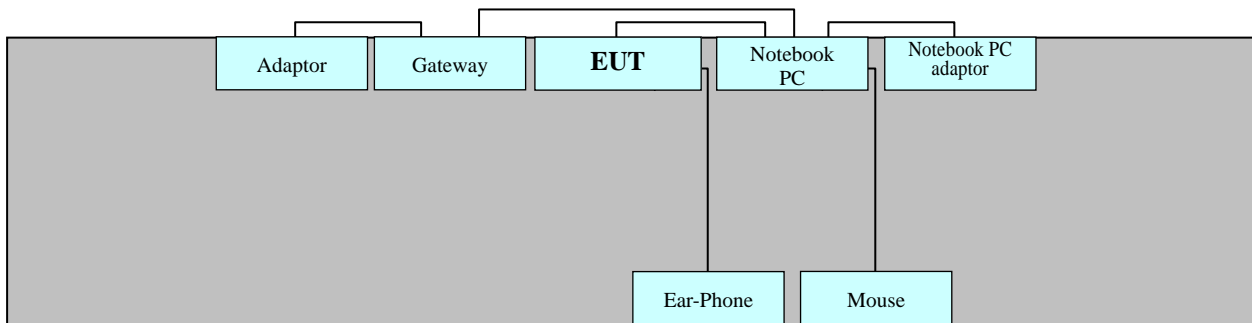 Adaptor
Gateway
EUT
Notebook
PC
Notebook PC
adaptor
Ear-Phone
Mouse